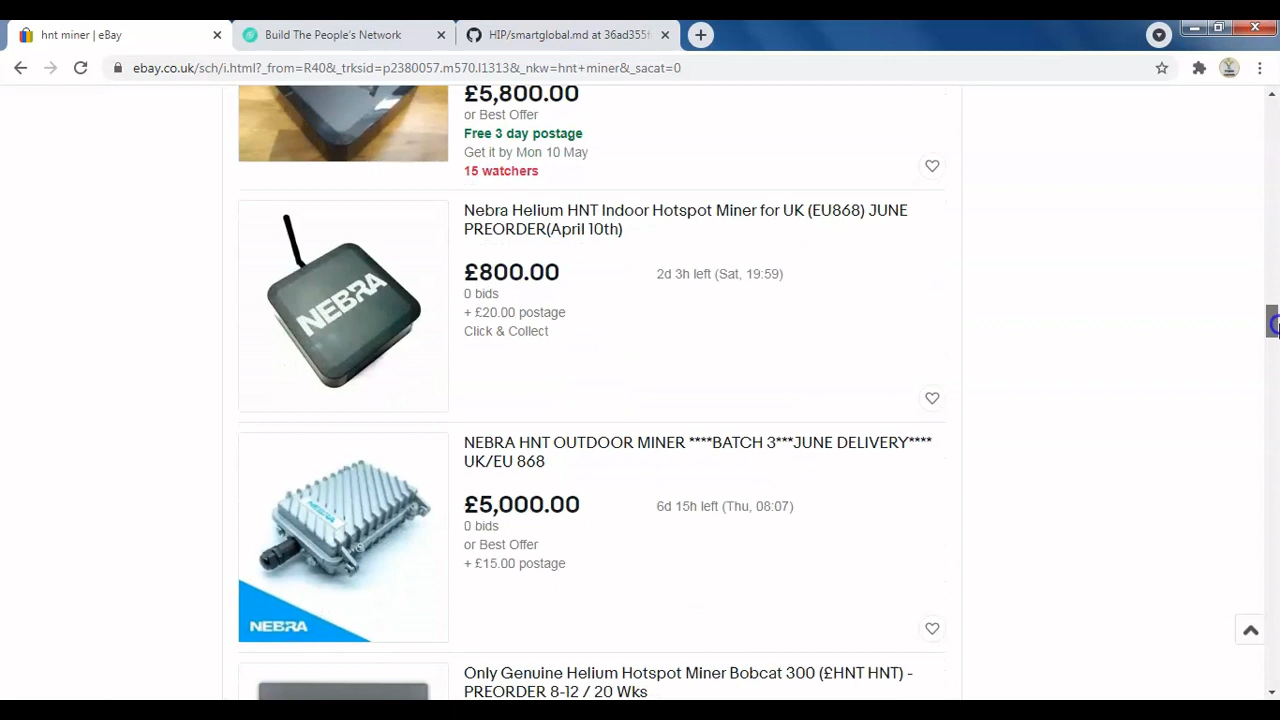 hnt miner | eBay
Build The People's Network
HIP/smartglobal.md at 36ad355f
ebay.co.uk/sch/i.html?_from=R40&_trksid=p2380057.m570.l1313&_nkw=hnt+miner&_sacat=0
£5,800.00
or Best Offer
Free 3 day postage
Get it by Mon 10 May
15 watchers
Nebra Helium HNT Indoor Hotspot Miner for UK (EU868) JUNE
PREORDER(April 10th)
£800.00
2d 3h left (Sat, 19:59)
0 bids
+ £20.00 postage
Click & Collect
NEBRA
NEBRA HNT OUTDOOR MINER ****BATCH 3***JUNE DELIVERY****
UK/EU 868
£5,000.00
6d 15h left (Thu, 08:07)
0 bids
or Best Offer
+ £15.00 postage
NEBRA
NEBRA
Only Genuine Helium Hotspot Miner Bobcat 300 (£HNT HNT) -
PREORDER 8-12 / 20 Wks